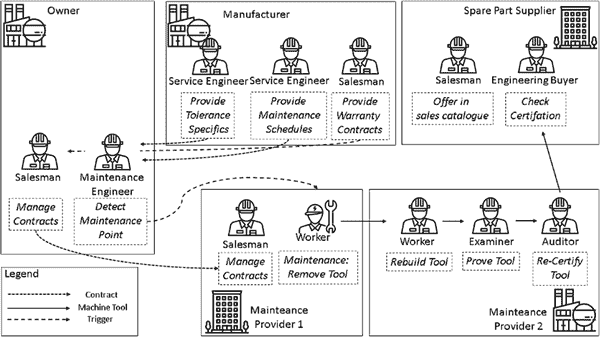 Owner
Manufacturer
Spare Part Supplier
Service Engineer
Service Engineer
Salesman
Provide
Tolerance
Specifics
Provide
Maintenance
Schedules
Provide
Warranty
Contracts
Salesman
Engineering Buyer
Offer in
sales catalogue
Check
Certifation
Salesman
Maintenance
Engineer
Manage
Contracts
Detect
Maintenance
Point
Salesman
Worker
Manage
Contracts
Maintenance:
Remove Tool
Mainteance
Provider 1
Worker
Examiner
Auditor
Rebuild Tool
Prove Tool
Re-Certify
Tool
Mainteance
Provider 2
Legend
Contract
Machine Tool
Trigger